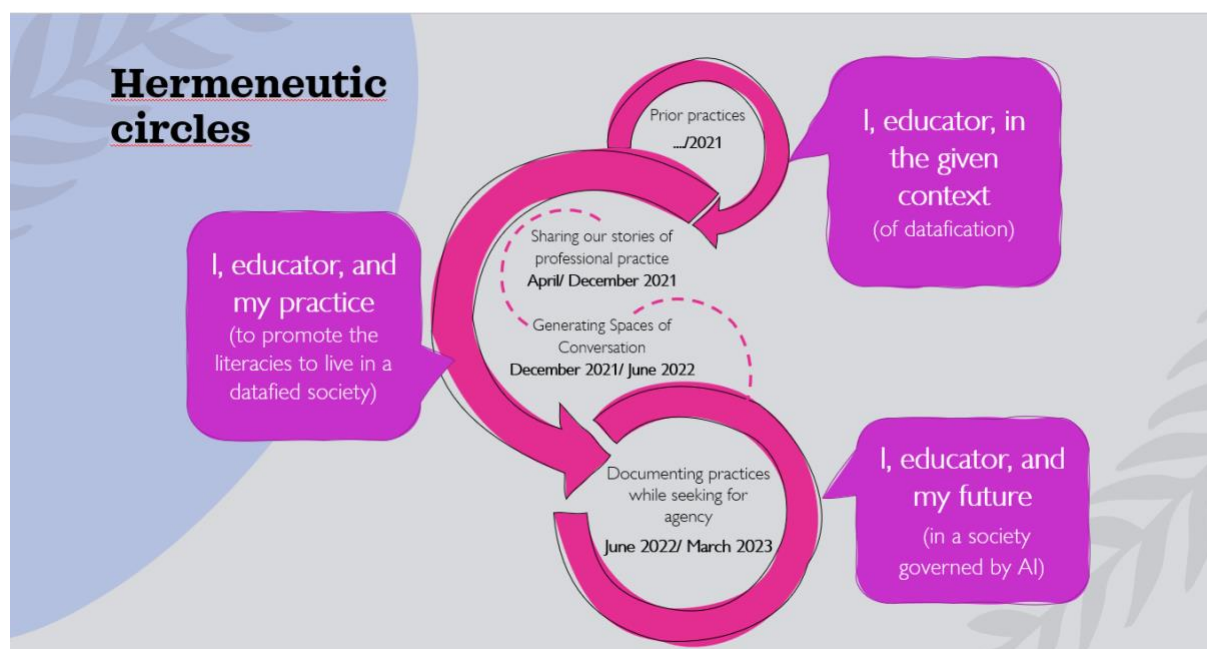 Hermeneutic
circles
Prior practices
.../2021
I, educator, in
the given
context
(of datafication)
Sharing our stories of
professional practice
April/ December 2021
I, educator, and
my practice
(to promote the
literacies to live in a
datafied society)
Generating Spaces of
Conversation
December 2021/ June 2022
Documenting practices
while seeking for
agency
June 2022/ March 2023
I, educator, and
my future
(in a society
governed by AI)